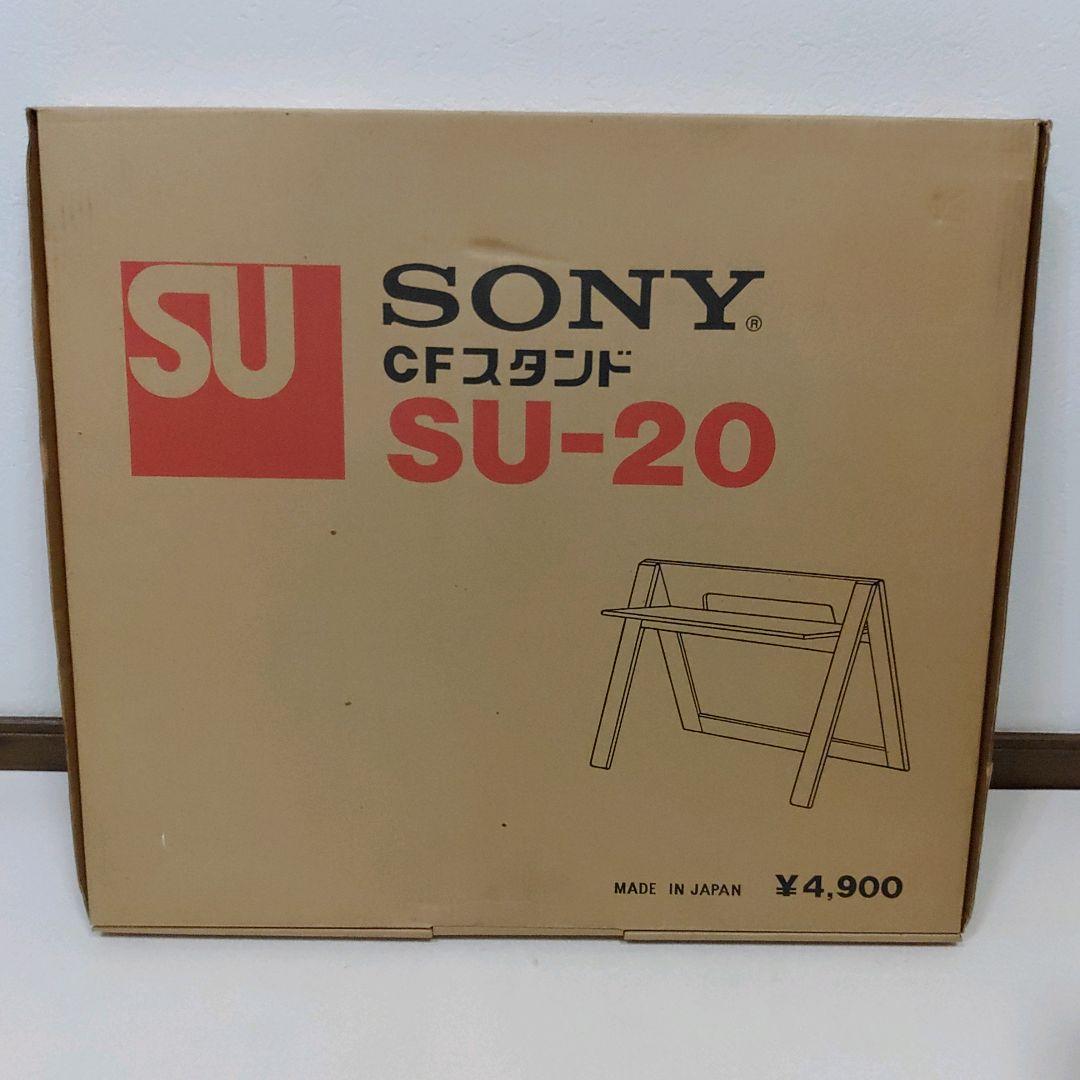 SU
SONY®
CFスタンド
SU-20
MADE IN JAPAN ¥4,900